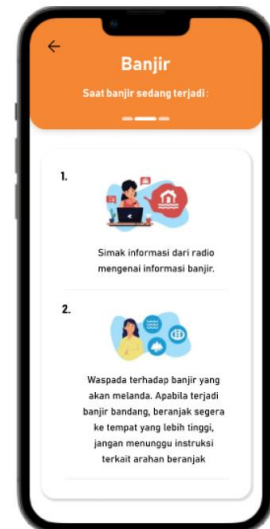 Banjir
Saat banjir sedang terjadi :
1.
Simak informasi dari radio
mengenai informasi banjir.
2.
Waspada terhadap banjir yang
akan melanda. Apabila terjadi
banjir bandang, beranjak segera
ke tempat yang lebih tinggi,
jangan menunggu instruksi
terkait arahan beranjak